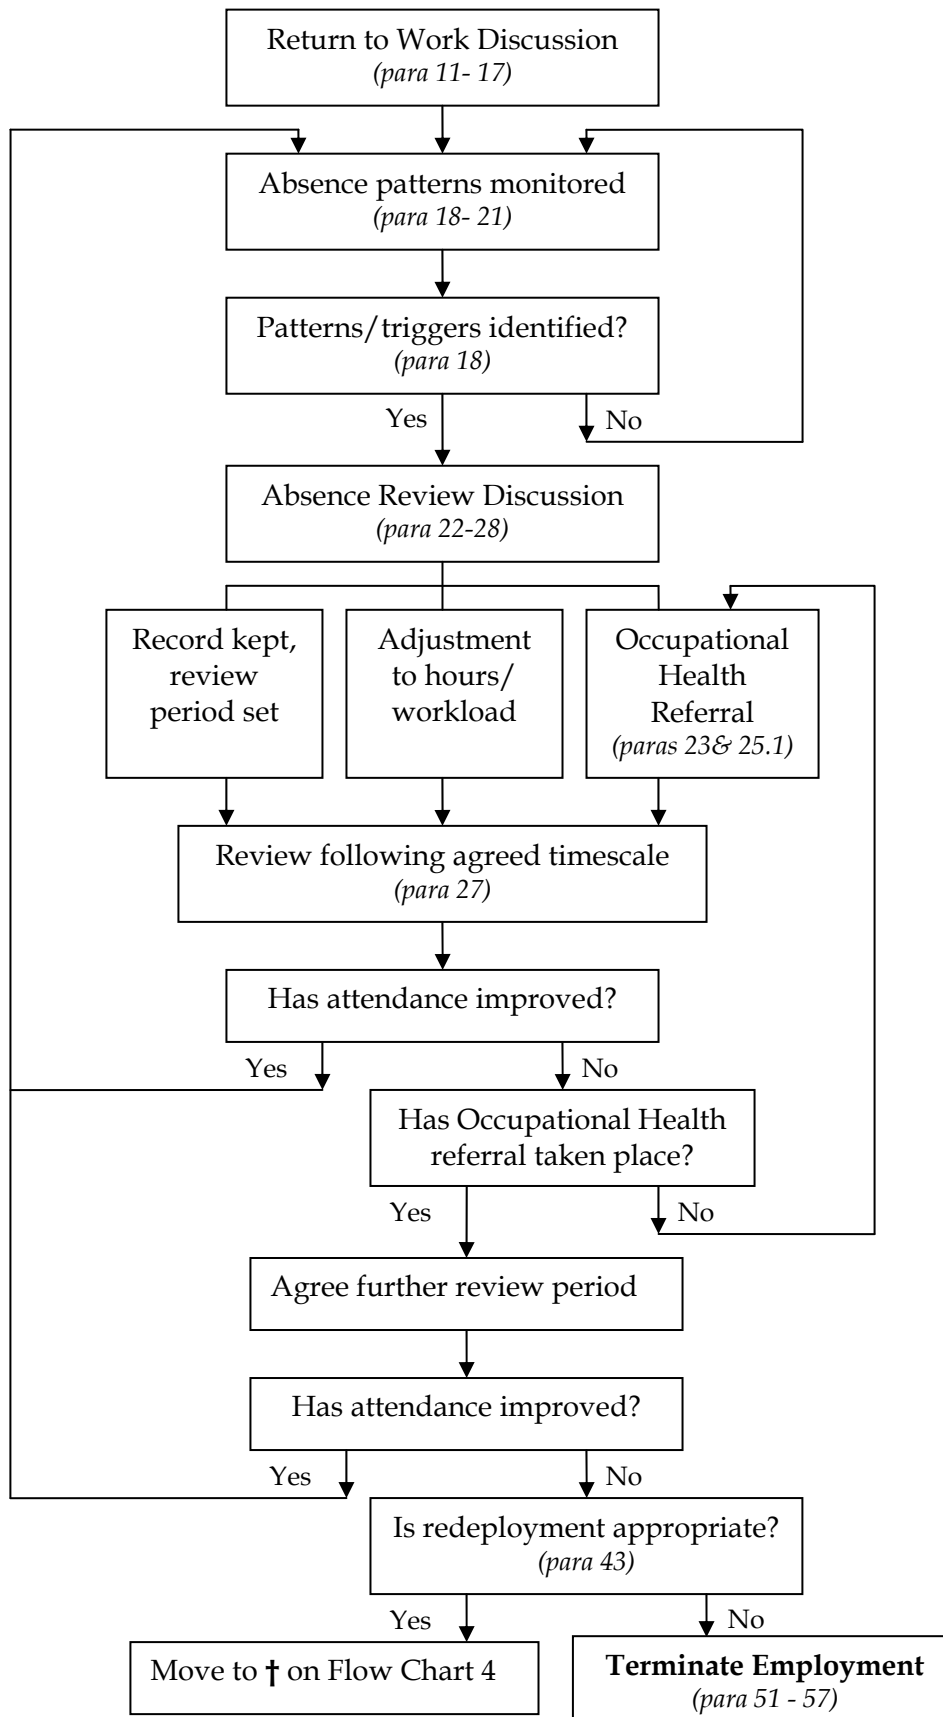 Return to Work Discussion
(para 11- 17)
Absence patterns monitored
(para 18- 21)
Patterns/triggers identified?
(para 18)
Yes
No
Absence Review Discussion
(para 22-28)
Record kept,
review
period set
Adjustment
to hours/
workload
Occupational
Health
Referral
(paras 23& 25.1)
Review following agreed timescale
(para 27)
Has attendance improved?
Yes
No
Has Occupational Health
referral taken place?
Yes
No
Agree further review period
Has attendance improved?
Yes
No
Is redeployment appropriate?
(para 43)
Yes
No
Move to † on Flow Chart 4
Terminate Employment
(para 51 - 57)